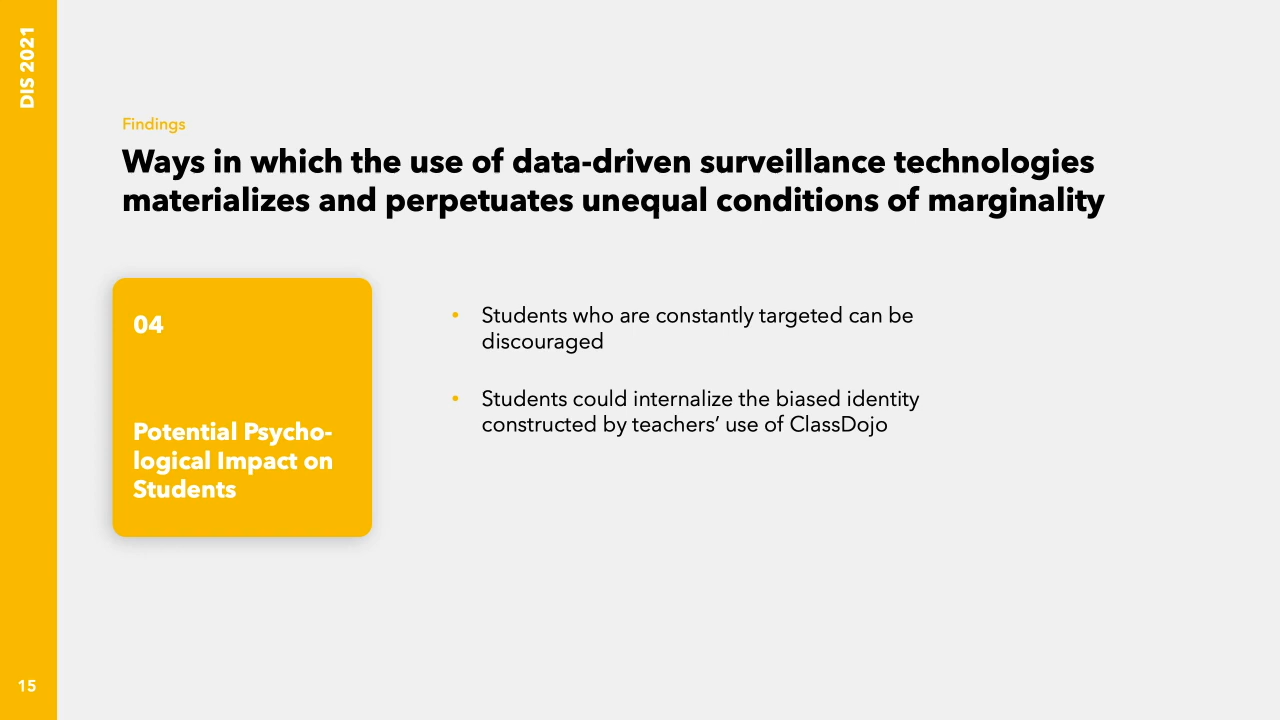 DIS 2021
Findings
Ways in which the use of data-driven surveillance technologies
materializes and perpetuates unequal conditions of marginality
04
Potential Psycho-
logical Impact on
Students
• Students who are constantly targeted can be
discouraged
• Students could internalize the biased identity
constructed by teachers’ use of ClassDojo
15